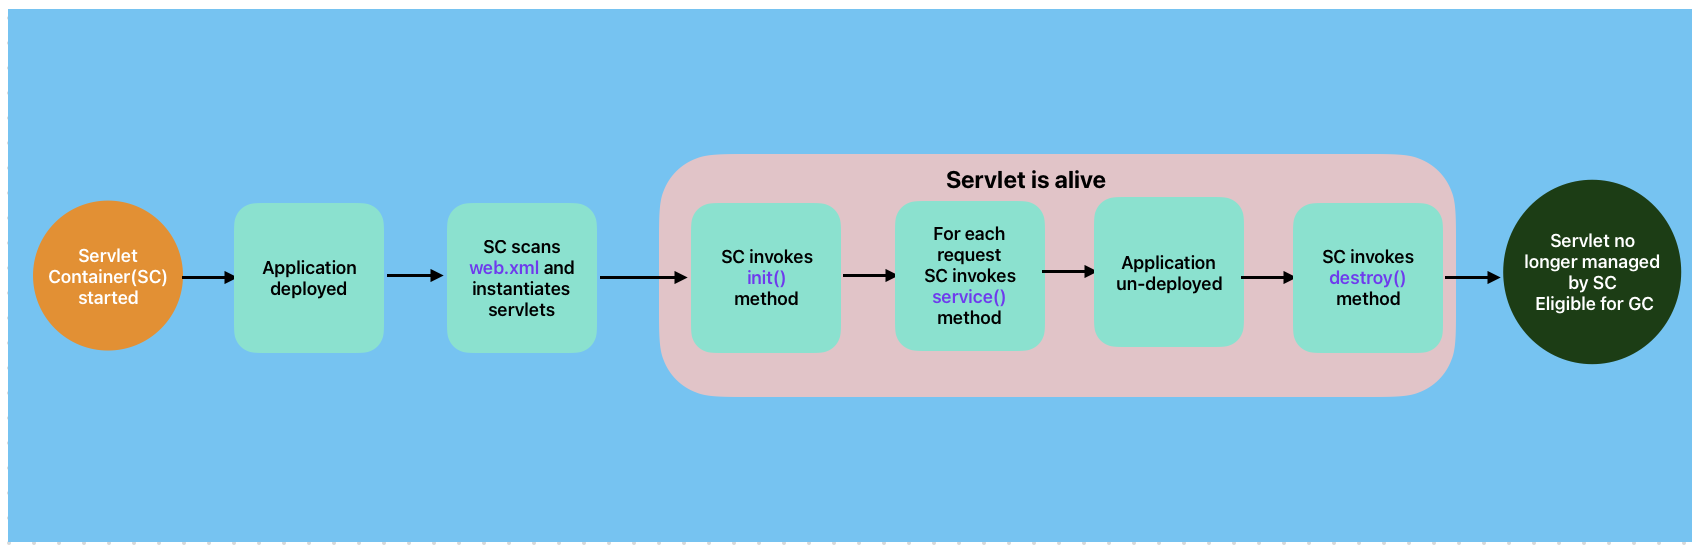 Servlet
Container(SC)
started
Application
deployed
SC scans
web.xml and
instantiates
servlets
Servlet is alive
SC invokes
init()
method
For each
request
SC invokes
service()
method
Application
un-deployed
SC invokes
destroy()
method
Servlet no
longer managed
by SC
Eligible for GC